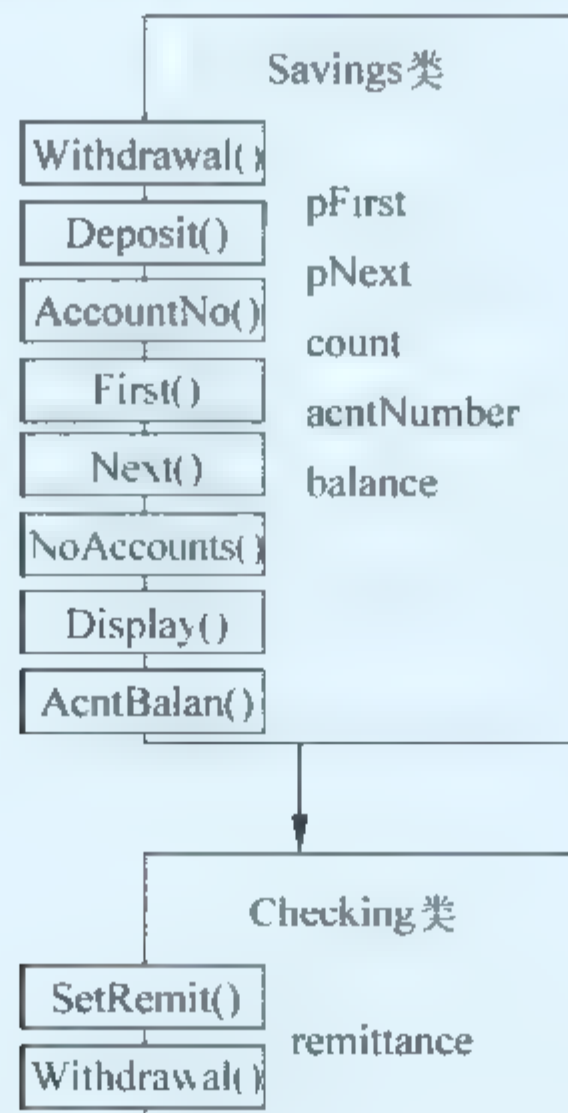 Savings类
Withdrawal()
Deposit()
AccountNo()
First()
Next()
NoAccounts()
Display()
AcntBalan()
pFirst
pNext
count
acntNumber
balance
Checking类
SetRemit()
Withdrawal()
remittance